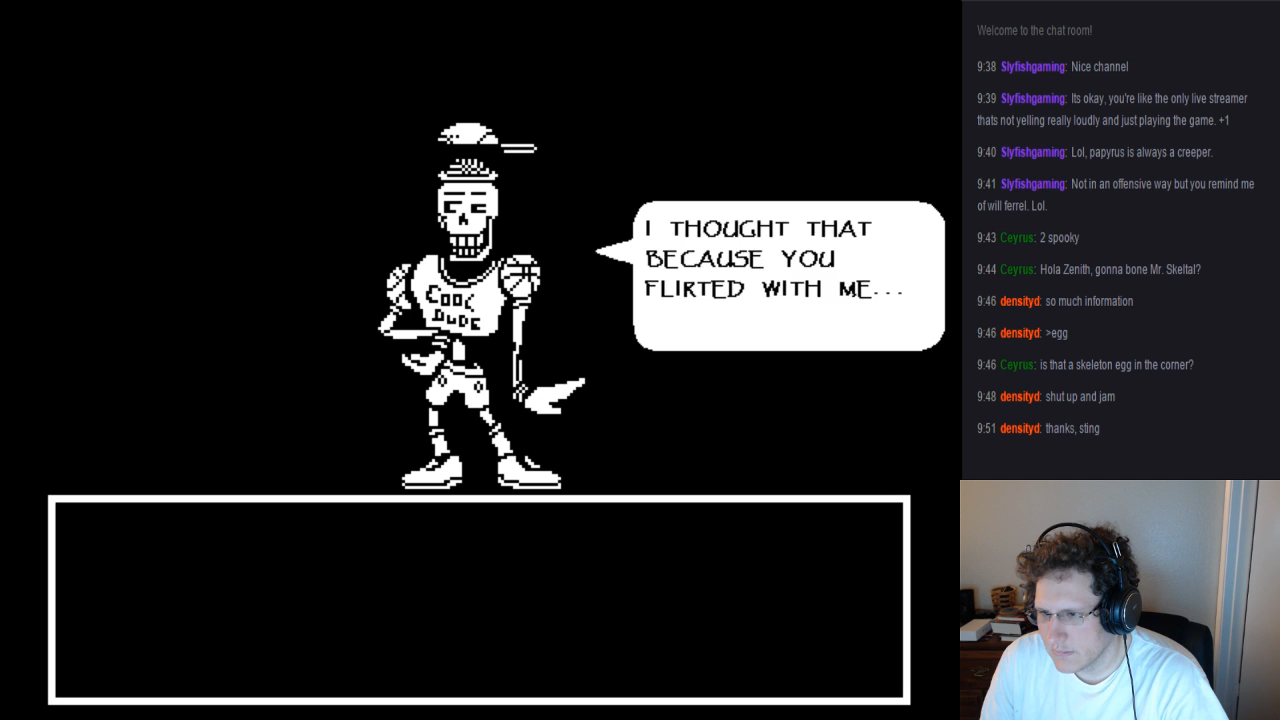 I THOUGHT THAT
BECAUSE YOU
FLIRTED WITH ME...
COOL
DUDE
Welcome to the chat room!
9:38 Slyfishgaming: Nice channel
9:39 Slyfishgaming: Its okay, you're like the only live streamer
thats not yelling really loudly and just playing the game. +1
9:40 Slyfishgaming: Lol, papyrus is always a creeper.
9:41 Slyfishgaming: Not in an offensive way but you remind me
of will ferrel. Lol.
9:43 Ceyrus: 2 spooky
9:44 Ceyrus: Hola Zenith, gonna bone Mr. Skeltal?
9:46 densityd: so much information
9:46 densityd: >egg
9:46 Ceyrus: is that a skeleton egg in the corner?
9:48 densityd: shut up and jam
9:51 densityd: thanks, sting